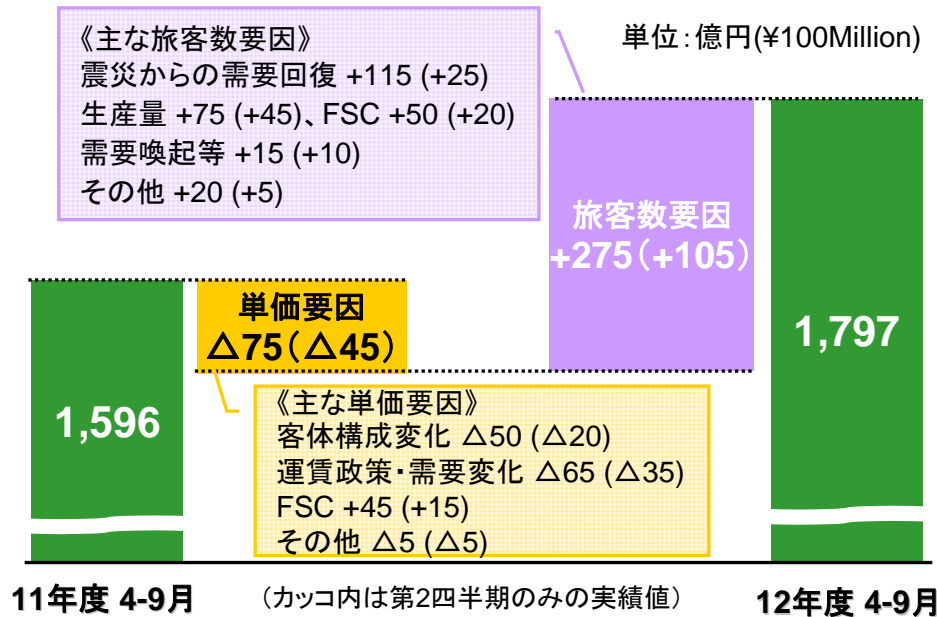 《主な旅客数要因》
震災からの需要回復 +115 (+25)
生産量 +75 (+45)、FSC +50 (+20)
需要喚起等 +15 (+10)
その他 +20 (+5)
単位:億円(¥100Million)
旅客数要因
+275(+105)
単価要因
△75(△45)
1,596
1,797
《主な単価要因》
客体構成変化 △50 (△20)
運賃政策・需要変化 △65 (△35)
FSC +45 (+15)
その他 △5 (△5)
11年度 4-9月
(カッコ内は第2四半期のみの実績値)
12年度 4-9月